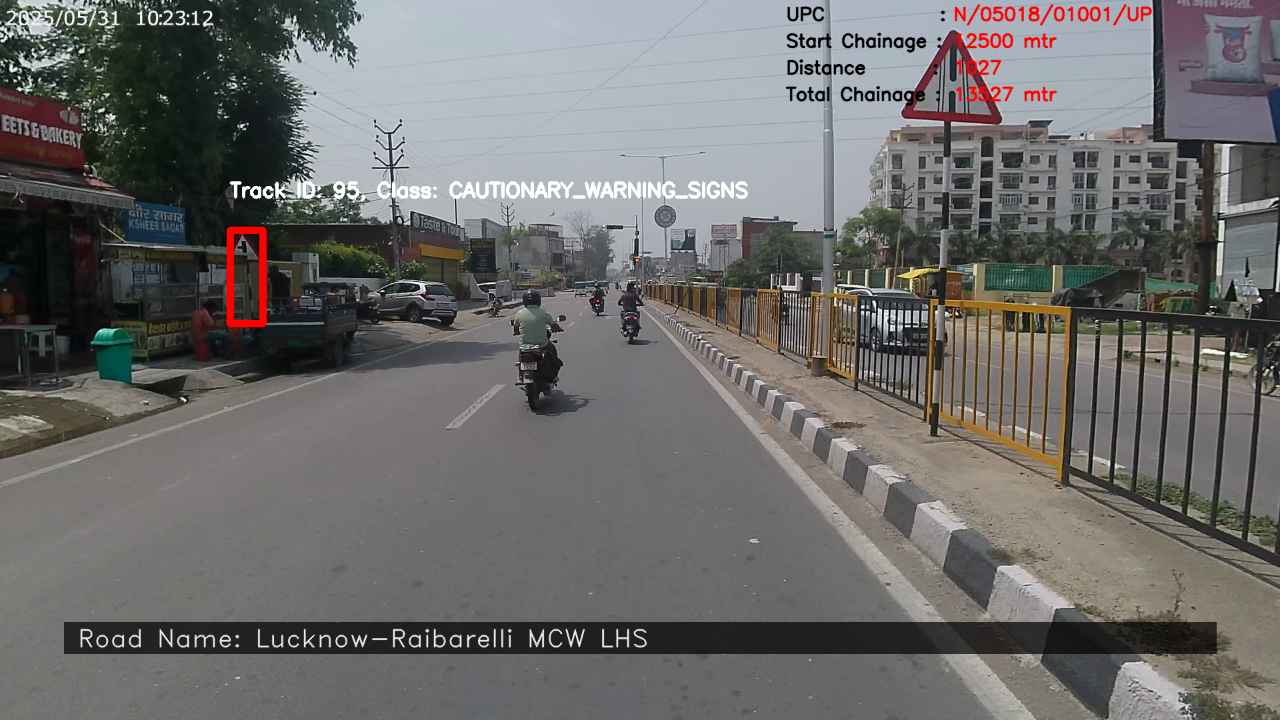 2025/05/31 10:23:12
UPC : N/05018/01001/UP
Start Chainage : 12500 mtr
Distance : 1027
Total Chainage : 13527 mtr
EETS & BAKERY
क्षीर सागर
KSHEER SAGAR
Track_ID: 95, Class: CAUTIONARY_WARNING_SIGNS
Road Name: Lucknow-Raibarelli MCW LHS